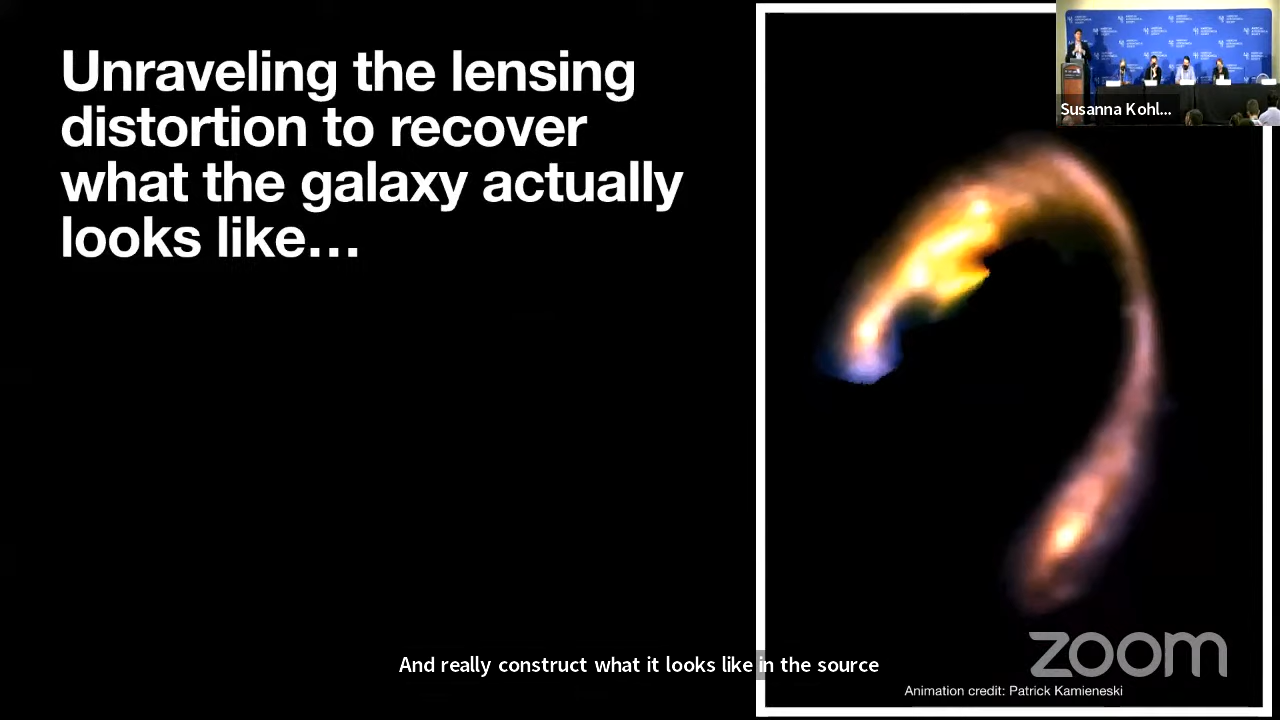 Unraveling the lensing
distortion to recover
what the galaxy actually
looks like…
Susanna Kohl...
And really construct what it looks like in the source
zoom
Animation credit: Patrick Kamieneski